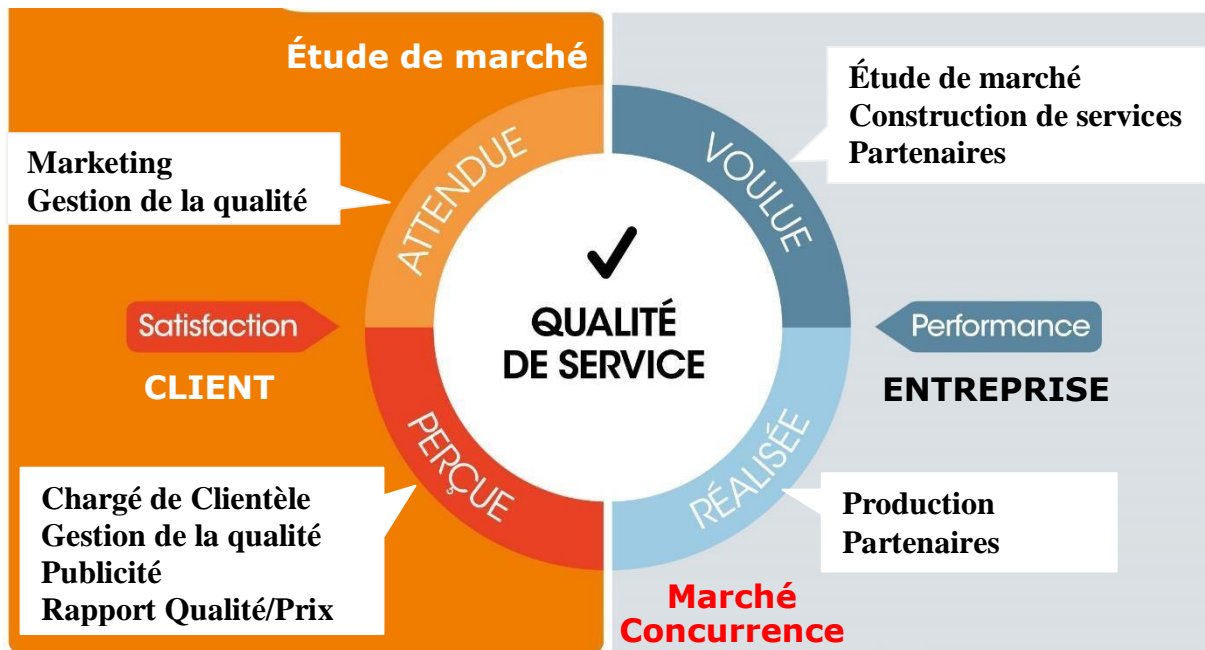 Étude de marché
Marketing
Gestion de la qualité
Étude de marché
Construction de services
Partenaires
ATTENDUE
VOULUE
QUALITÉ
DE SERVICE
Satisfaction
CLIENT
Performance
ENTREPRISE
PERÇUE
RÉALISÉE
Chargé de Clientèle
Gestion de la qualité
Publicité
Rapport Qualité/Prix
Production
Partenaires
Marché
Concurrence